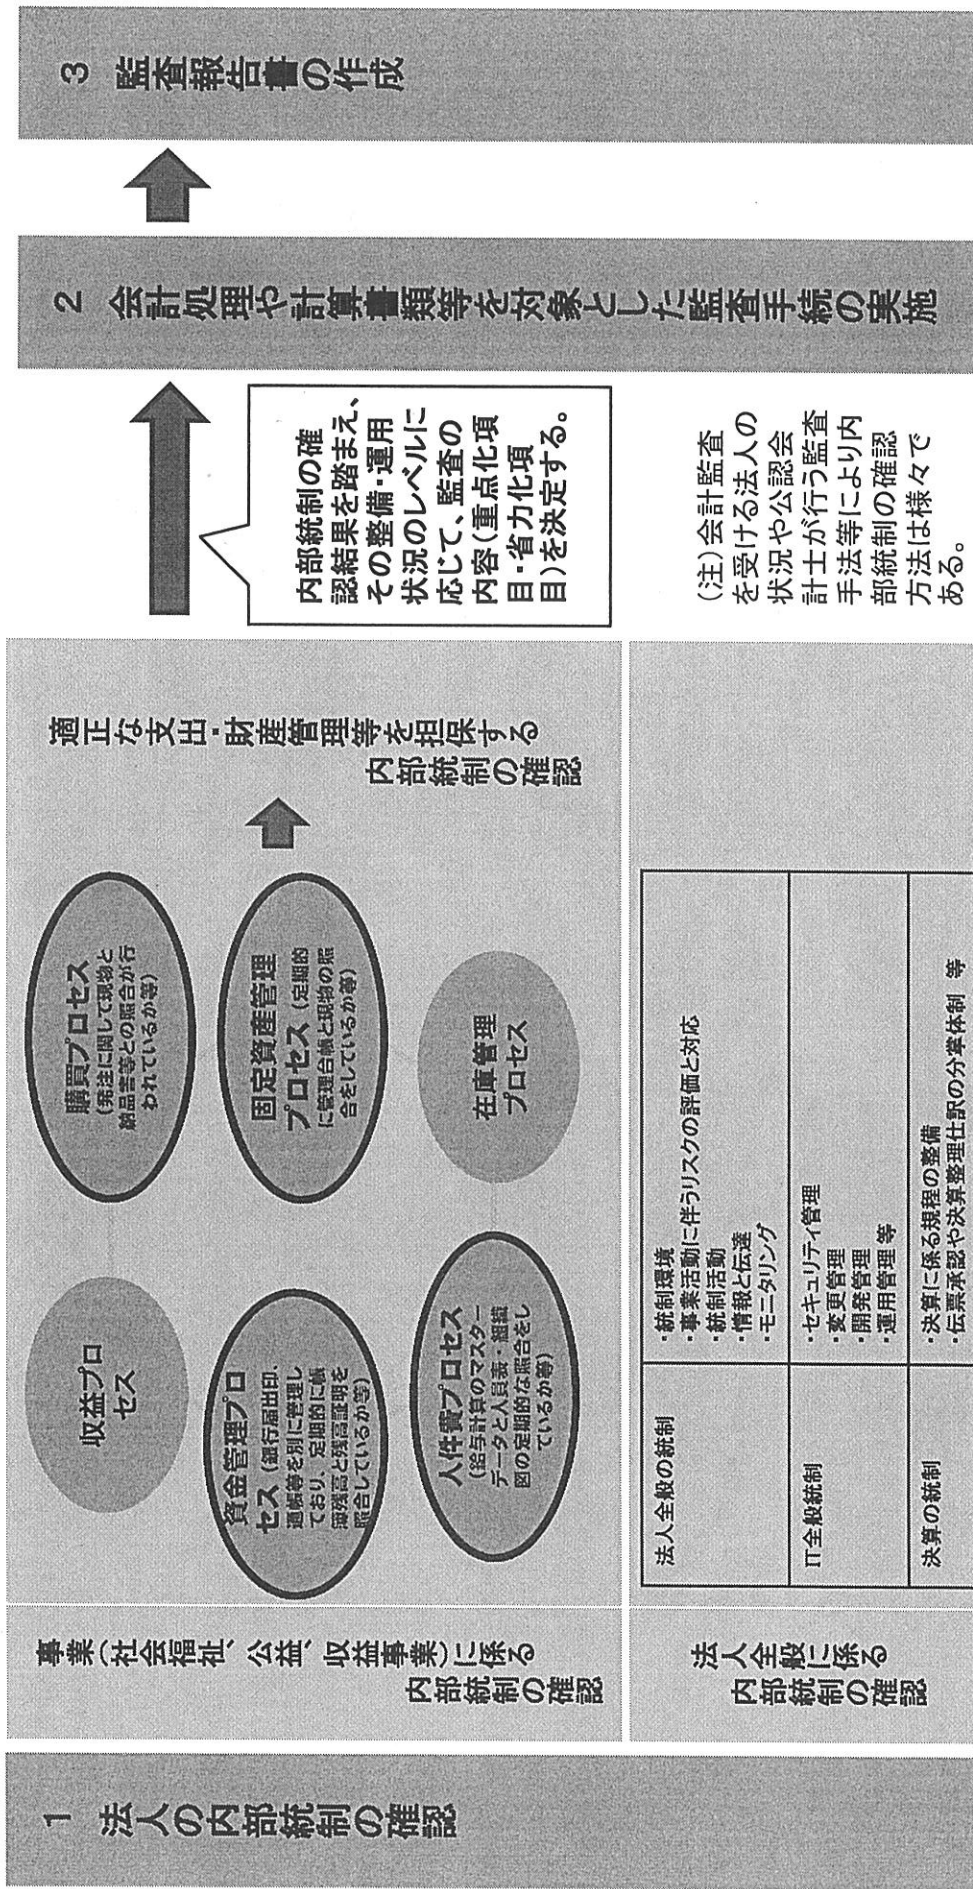 1 法人の内部統制の確認
事業(社会福祉、公益、収益事業)に係る
内部統制の確認
収益プロ
セス
購買プロセス
(発注に関して現物と
納品書等との照合が行
われているか等)
資金管理プロ
セス(銀行届出印、
通帳等を別に管理し
ており、定期的に帳
簿残高と残高証明を
照合しているか等)
固定資産管理
プロセス(定期的
に管理台帳と現物の照
合をしているか等)
人件費プロセス
(給与計算のマスター
データと人員表・組織
図の定期的な照合をし
ているか等)
在庫管理
プロセス
適正な支出・財産管理等を担保する
内部統制の確認
法人全般に係る
内部統制の確認
法人全般の統制
・統制環境
・事業活動に伴うリスクの評価と対応
・統制活動
・情報と伝達
・モニタリング
IT全般統制
・セキュリティ管理
・変更管理
・開発管理
・運用管理 等
決算の統制
・決算に係る規程の整備
・伝票承認や決算整理仕訳の分掌体制 等
内部統制の確
認結果を踏まえ、
その整備・運用
状況のレベルに
応じて、監査の
内容(重点化項
目・省力化項
目)を決定する。
(注)会計監査
を受ける法人の
状況や公認会
計士が行う監査
手法等により内
部統制の確認
方法は様々で
ある。
2 会計処理や計算書類等を対象とした監査手続の実施
3 監査報告書の作成